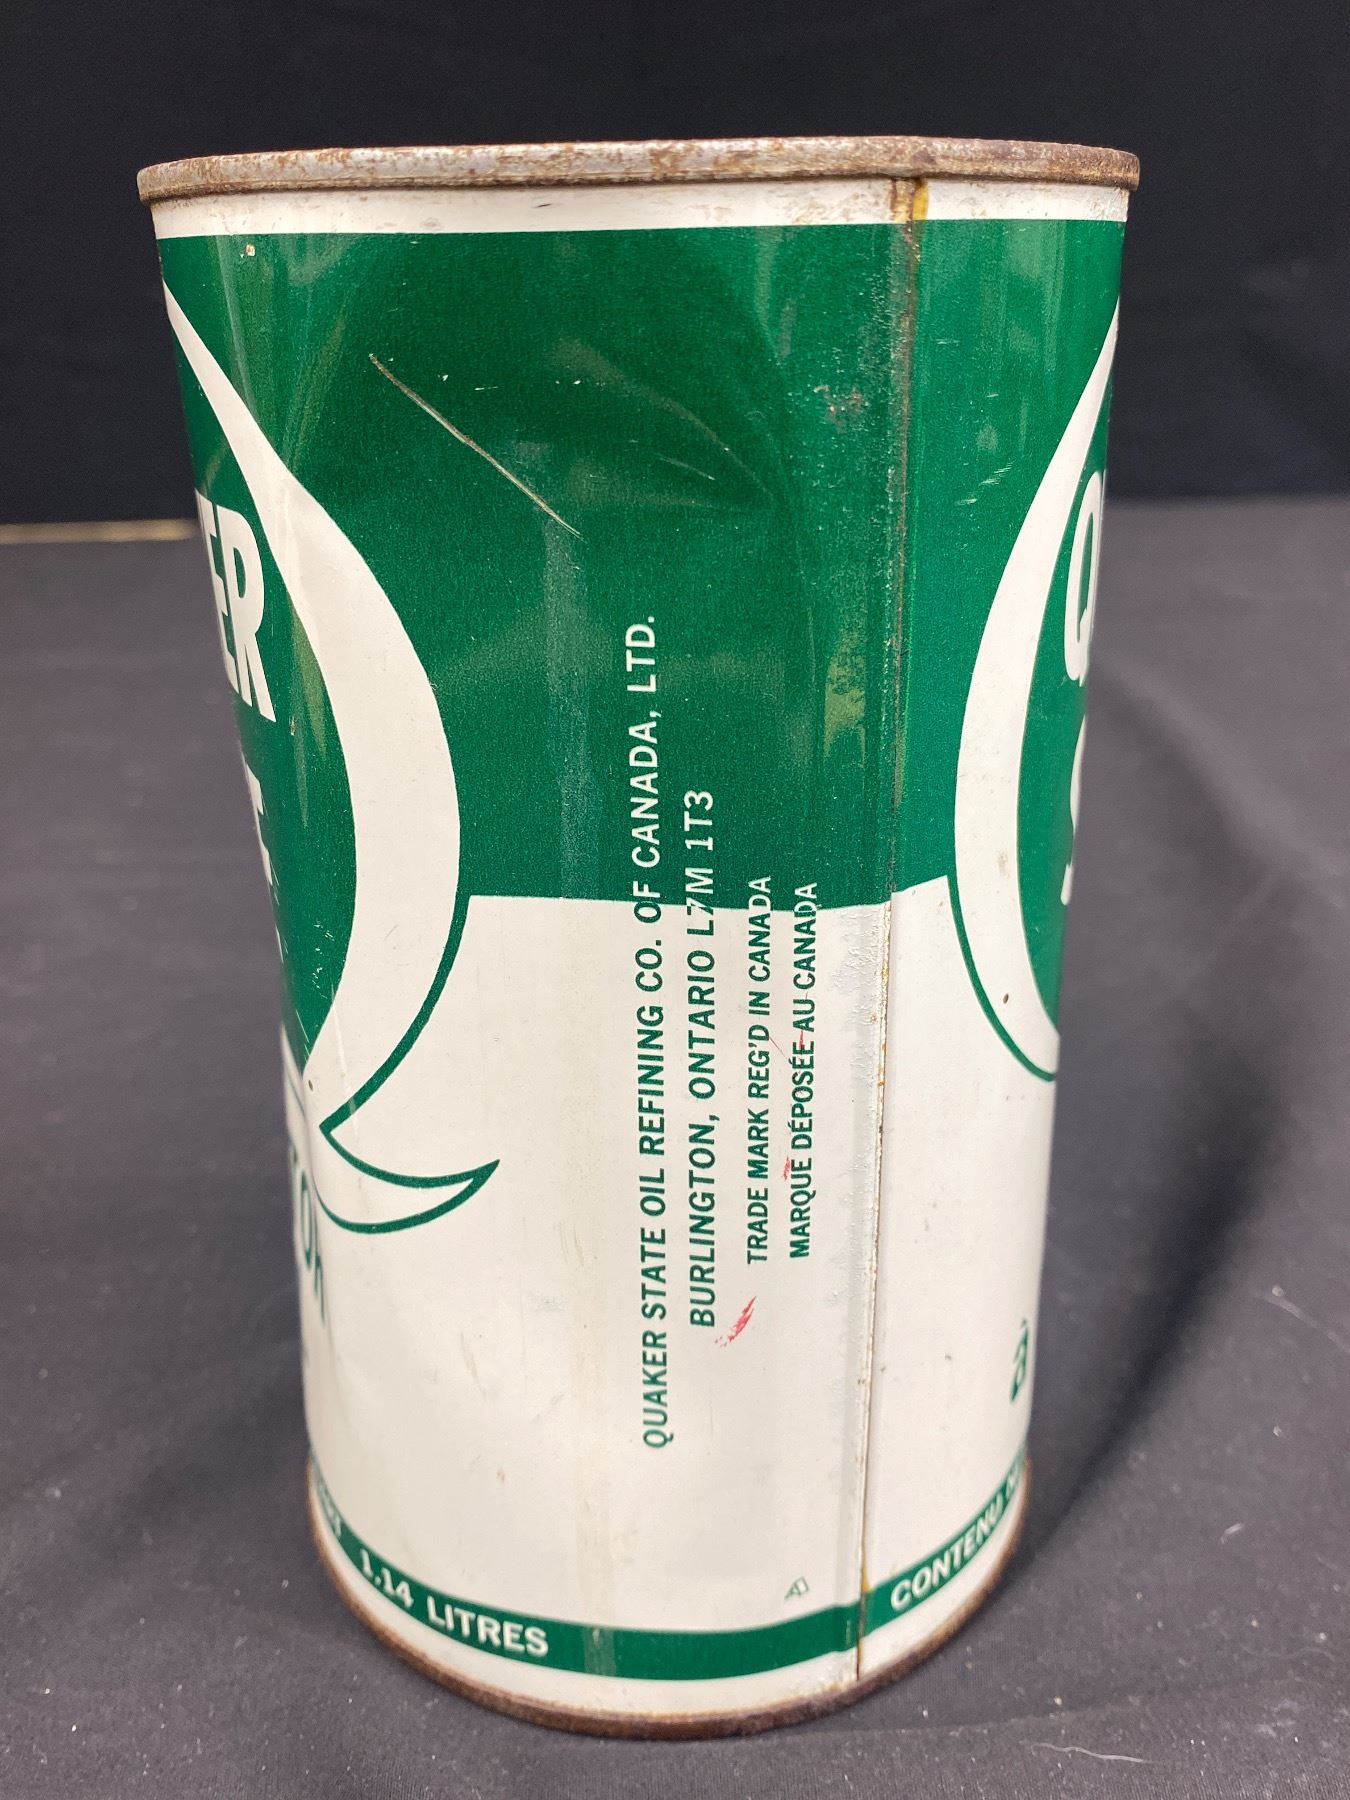 QUAKER STATE OIL REFINING CO. OF CANADA, LTD.
BURLINGTON, ONTARIO L7M 1T3
TRADE MARK REG'D IN CANADA
MARQUE DÉPOSÉE AU CANADA
1,14 LITRES
CONTENU